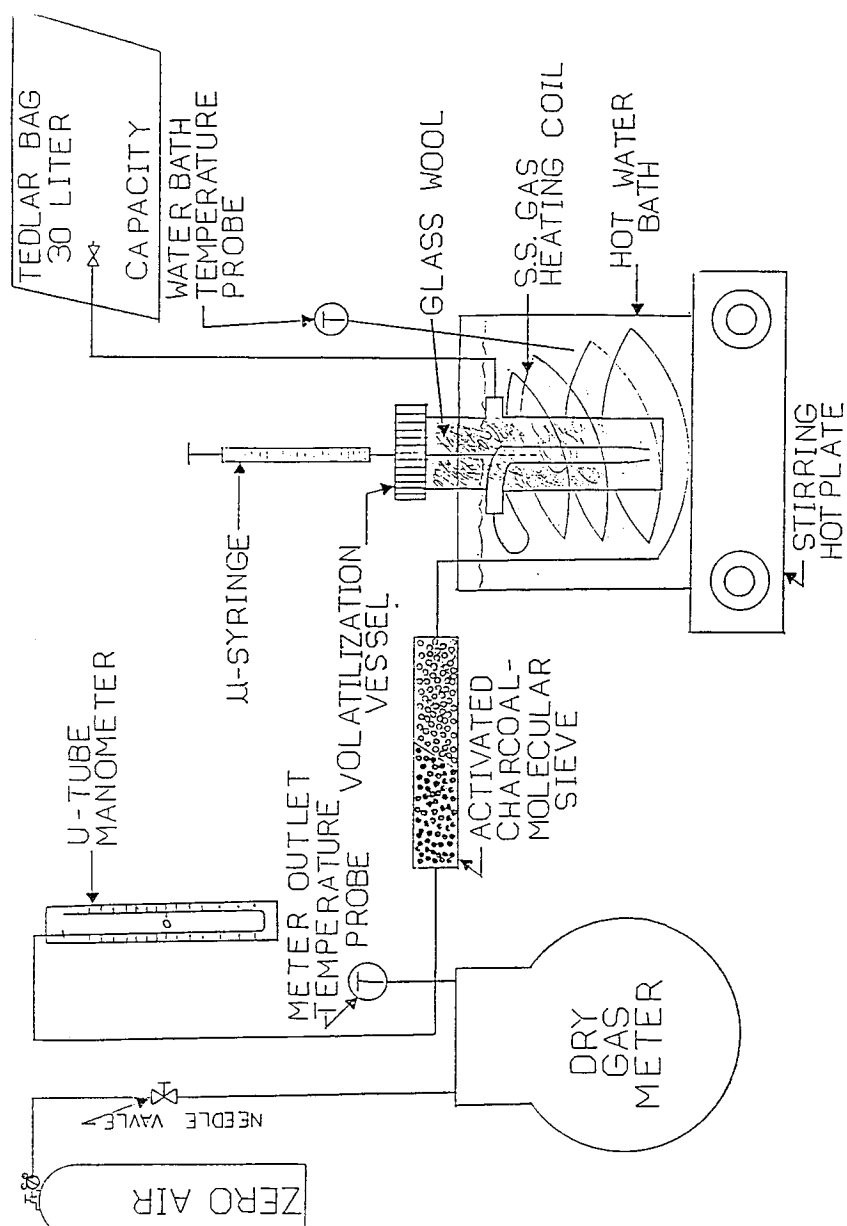 TEDLAR BAG
30 LITER
CAPACITY
WATER BATH
TEMPERATURE
PROBE
T
GLASS WOOL
S.S. GAS
HEATING COIL
HOT WATER
BATH
STIRRING
HOTPLATE
μ-SYRINGE
VOLATILIZATION
VESSEL
U-TUBE
MANOMETER
0
METER OUTLET
TEMPERATURE
PROBE
T
ACTIVATED
CHARCOAL-
MOLECULAR
SIEVE
DRY
GAS
METER
NEEDLE VAVLE
ZERO AIR